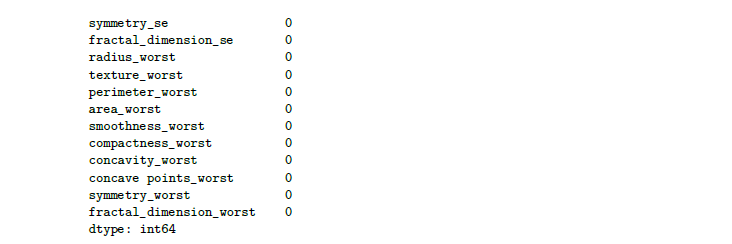 symmetry_se 0
fractal_dimension_se 0
radius_worst 0
texture_worst 0
perimeter_worst 0
area_worst 0
smoothness_worst 0
compactness_worst 0
concavity_worst 0
concave points_worst 0
symmetry_worst 0
fractal_dimension_worst 0
dtype: int64